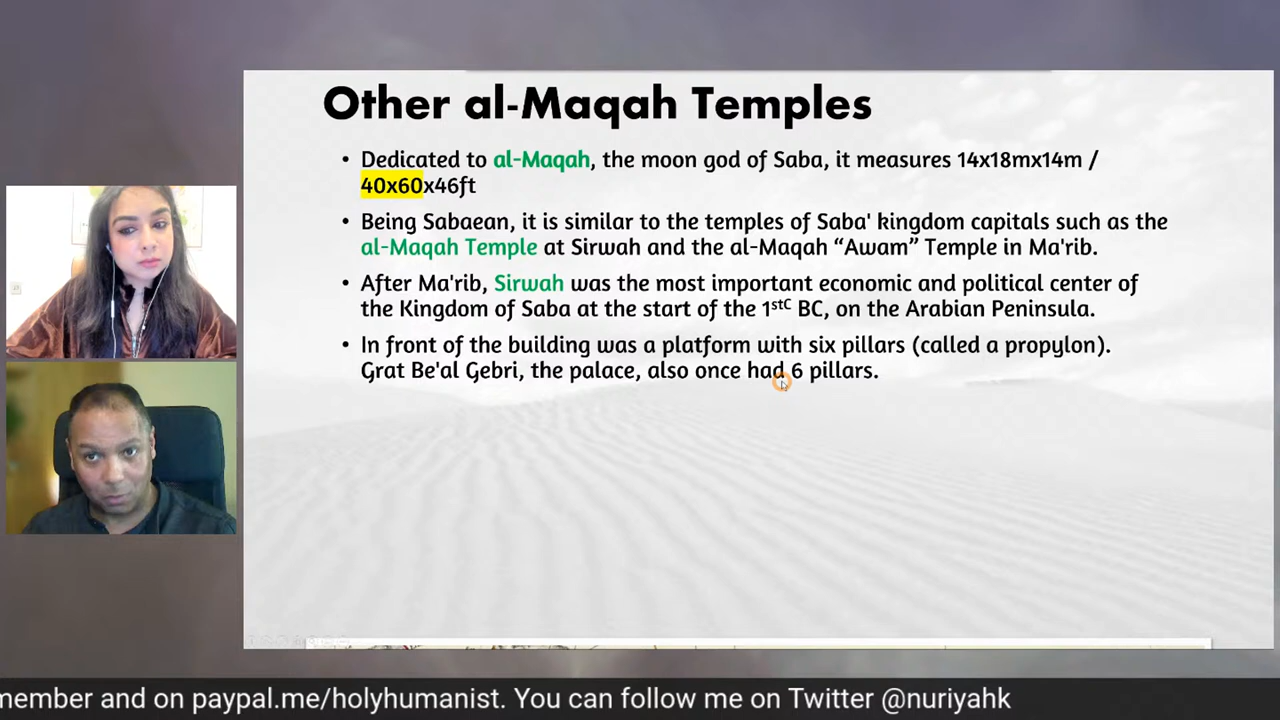 Other al-Maqah Temples
• Dedicated to al-Maqah, the moon god of Saba, it measures 14x18mx14m /
40x60x46ft
• Being Sabaean, it is similar to the temples of Saba' kingdom capitals such as the
al-Maqah Temple at Sirwah and the al-Maqah “Awam” Temple in Ma'rib.
• After Ma'rib, Sirwah was the most important economic and political center of
the Kingdom of Saba at the start of the 1stC BC, on the Arabian Peninsula.
• In front of the building was a platform with six pillars (called a propylon).
Grat Be'al Gebri, the palace, also once had 6 pillars.
member and on paypal.me/holyhumanist. You can follow me on Twitter @nuriyahk